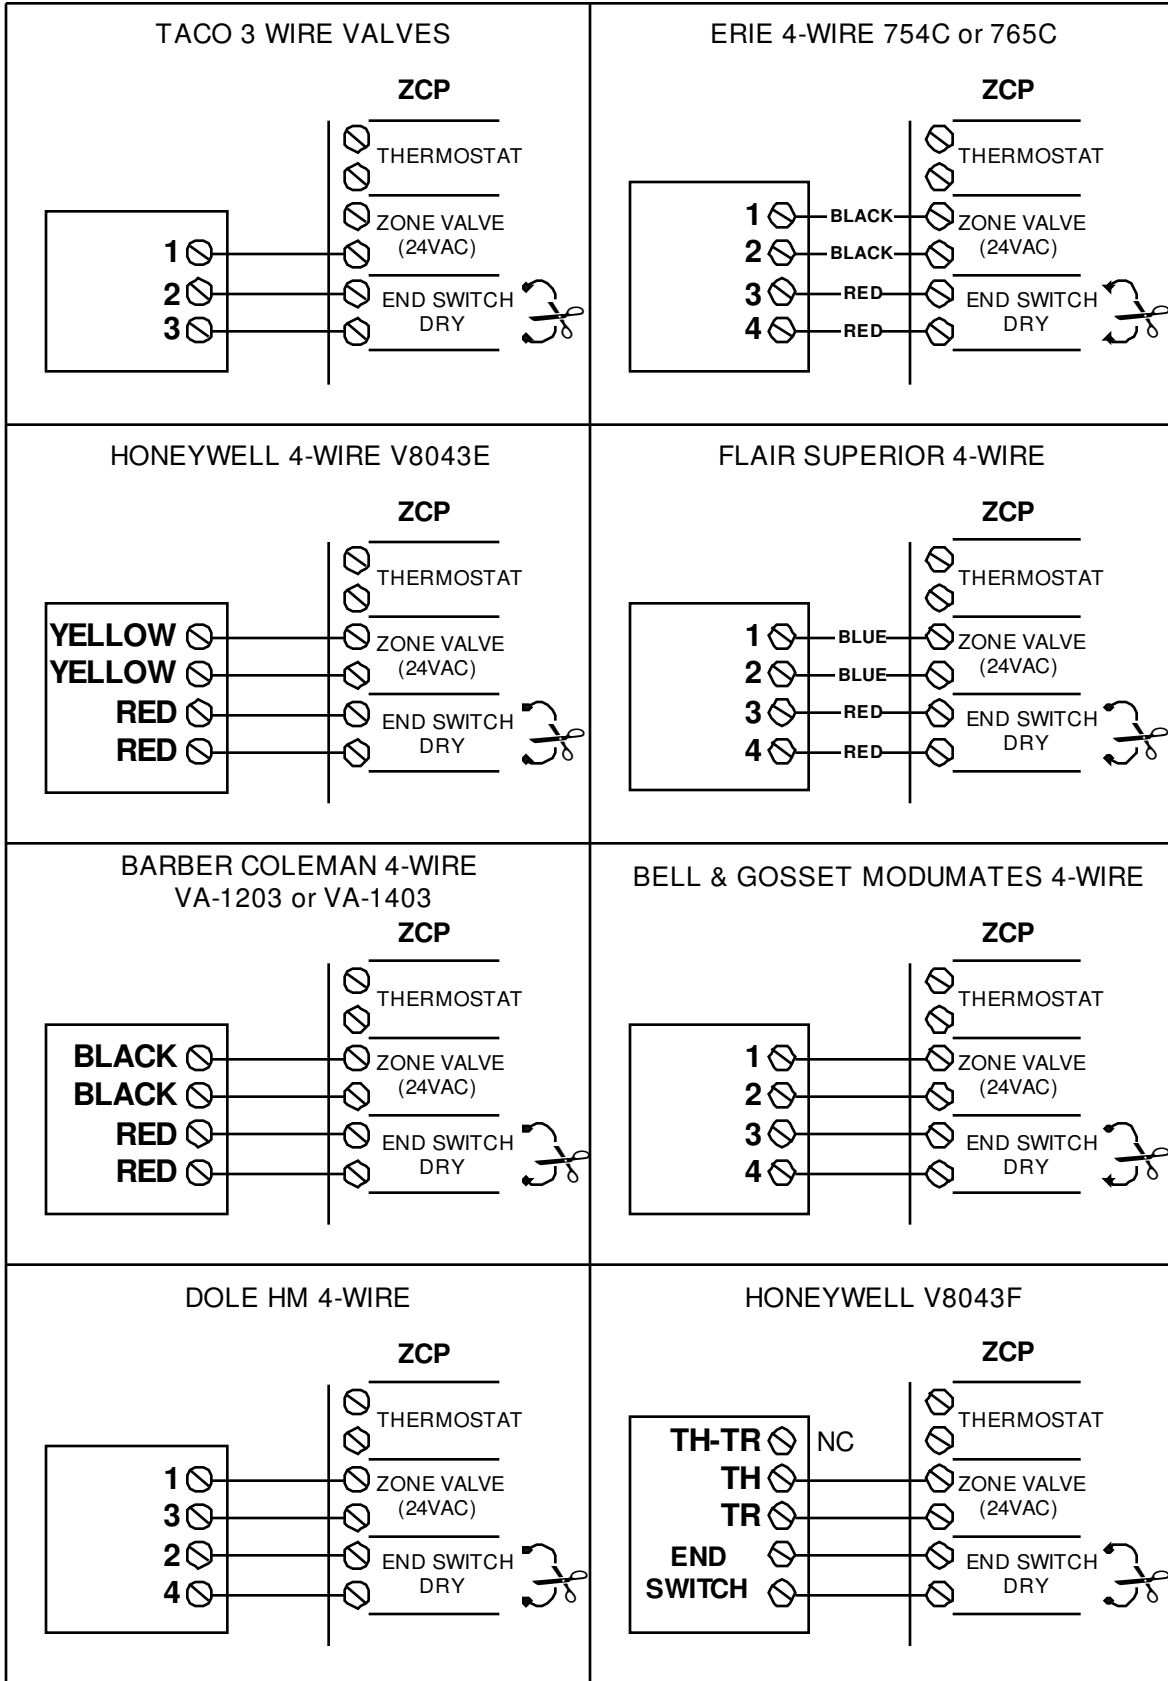 TACO 3 WIRE VALVES
ZCP
THERMOSTAT
ZONE VALVE
(24VAC)
1
2
3
END SWITCH
DRY
ERIE 4-WIRE 754C or 765C
ZCP
THERMOSTAT
1 BLACK ZONE VALVE
2 BLACK (24VAC)
3 RED END SWITCH
4 RED DRY
HONEYWELL 4-WIRE V8043E
ZCP
THERMOSTAT
YELLOW ZONE VALVE
YELLOW (24VAC)
RED END SWITCH
RED DRY
FLAIR SUPERIOR 4-WIRE
ZCP
THERMOSTAT
1 BLUE ZONE VALVE
2 BLUE (24VAC)
3 RED END SWITCH
4 RED DRY
BARBER COLEMAN 4-WIRE
VA-1203 or VA-1403
ZCP
THERMOSTAT
BLACK ZONE VALVE
BLACK (24VAC)
RED END SWITCH
RED DRY
BELL & GOSSET MODUMATES 4-WIRE
ZCP
THERMOSTAT
1 ZONE VALVE
2 (24VAC)
3 END SWITCH
4 DRY
DOLE HM 4-WIRE
ZCP
THERMOSTAT
1 ZONE VALVE
3 (24VAC)
2 END SWITCH
4 DRY
HONEYWELL V8043F
ZCP
THERMOSTAT
TH-TR NC
TH ZONE VALVE
TR (24VAC)
END END SWITCH
SWITCH DRY